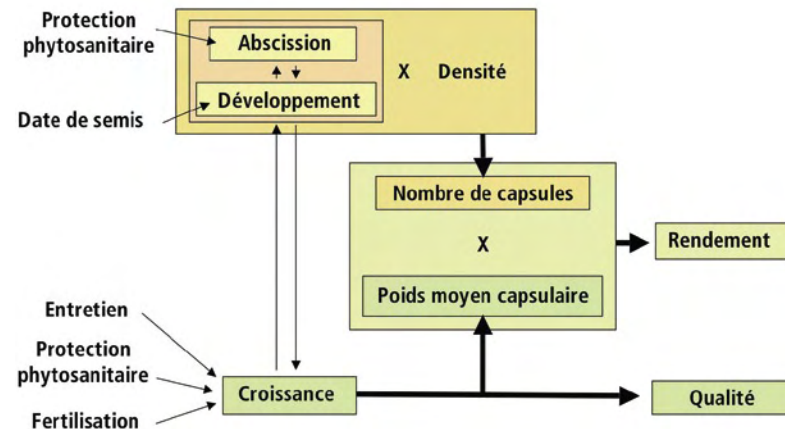 Protection
phytosanitaire
Abscission
X Densité
Développement
Date de semis
Nombre de capsules
X
Rendement
Poids moyen capsulaire
Entretien
Protection
phytosanitaire
Croissance
Qualité
Fertilisation